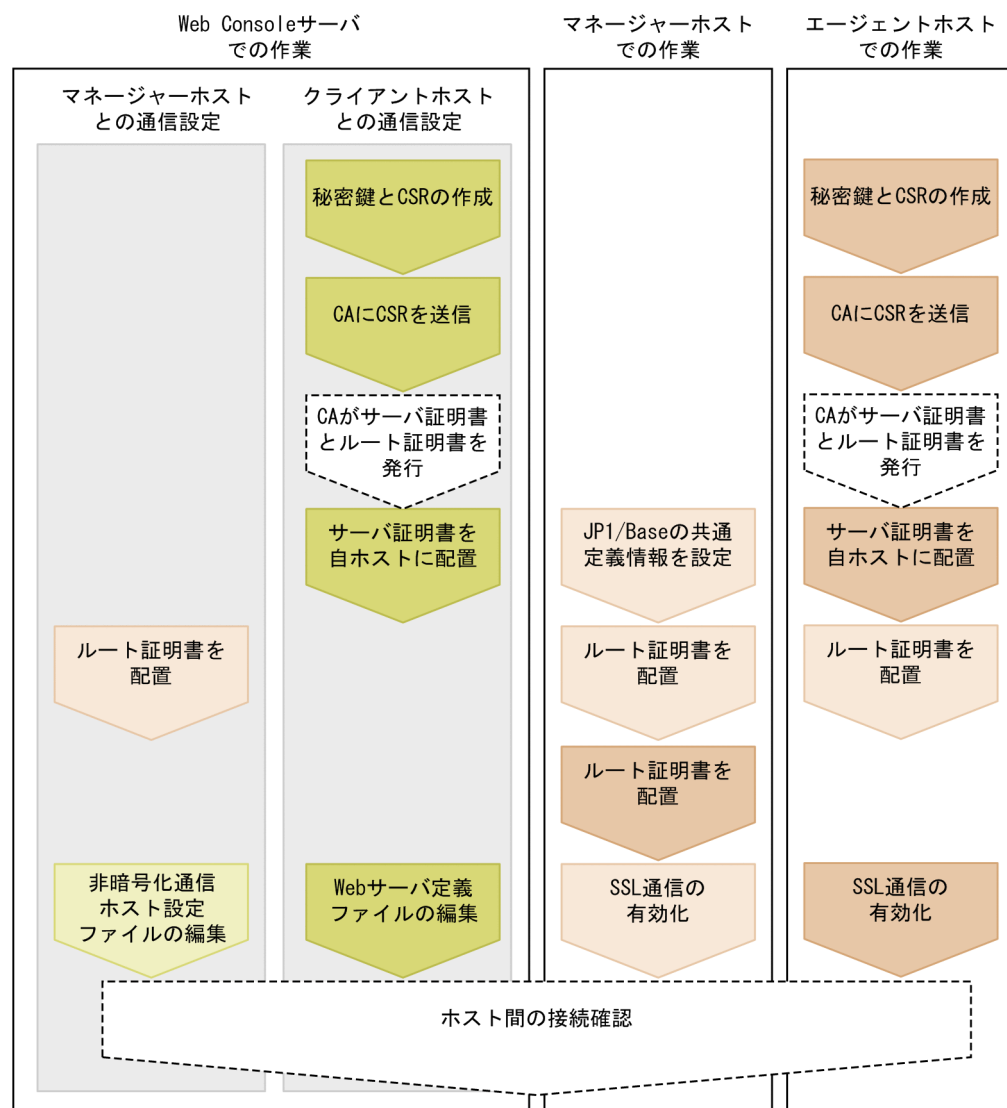 Web Consoleサーバ
での作業
マネージャーホスト
での作業
エージェントホスト
での作業
マネージャーホスト
との通信設定
クライアントホスト
との通信設定
秘密鍵とCSRの作成
秘密鍵とCSRの作成
CAにCSRを送信
CAにCSRを送信
CAがサーバ証明書
とルート証明書を
発行
CAがサーバ証明書
とルート証明書を
発行
サーバ証明書を
自ホストに配置
JP1/Baseの共通
定義情報を設定
サーバ証明書を
自ホストに配置
ルート証明書を
配置
ルート証明書を
配置
ルート証明書を
配置
ルート証明書を
配置
非暗号化通信
ホスト設定
ファイルの編集
Webサーバ定義
ファイルの編集
SSL通信の
有効化
SSL通信の
有効化
ホスト間の接続確認